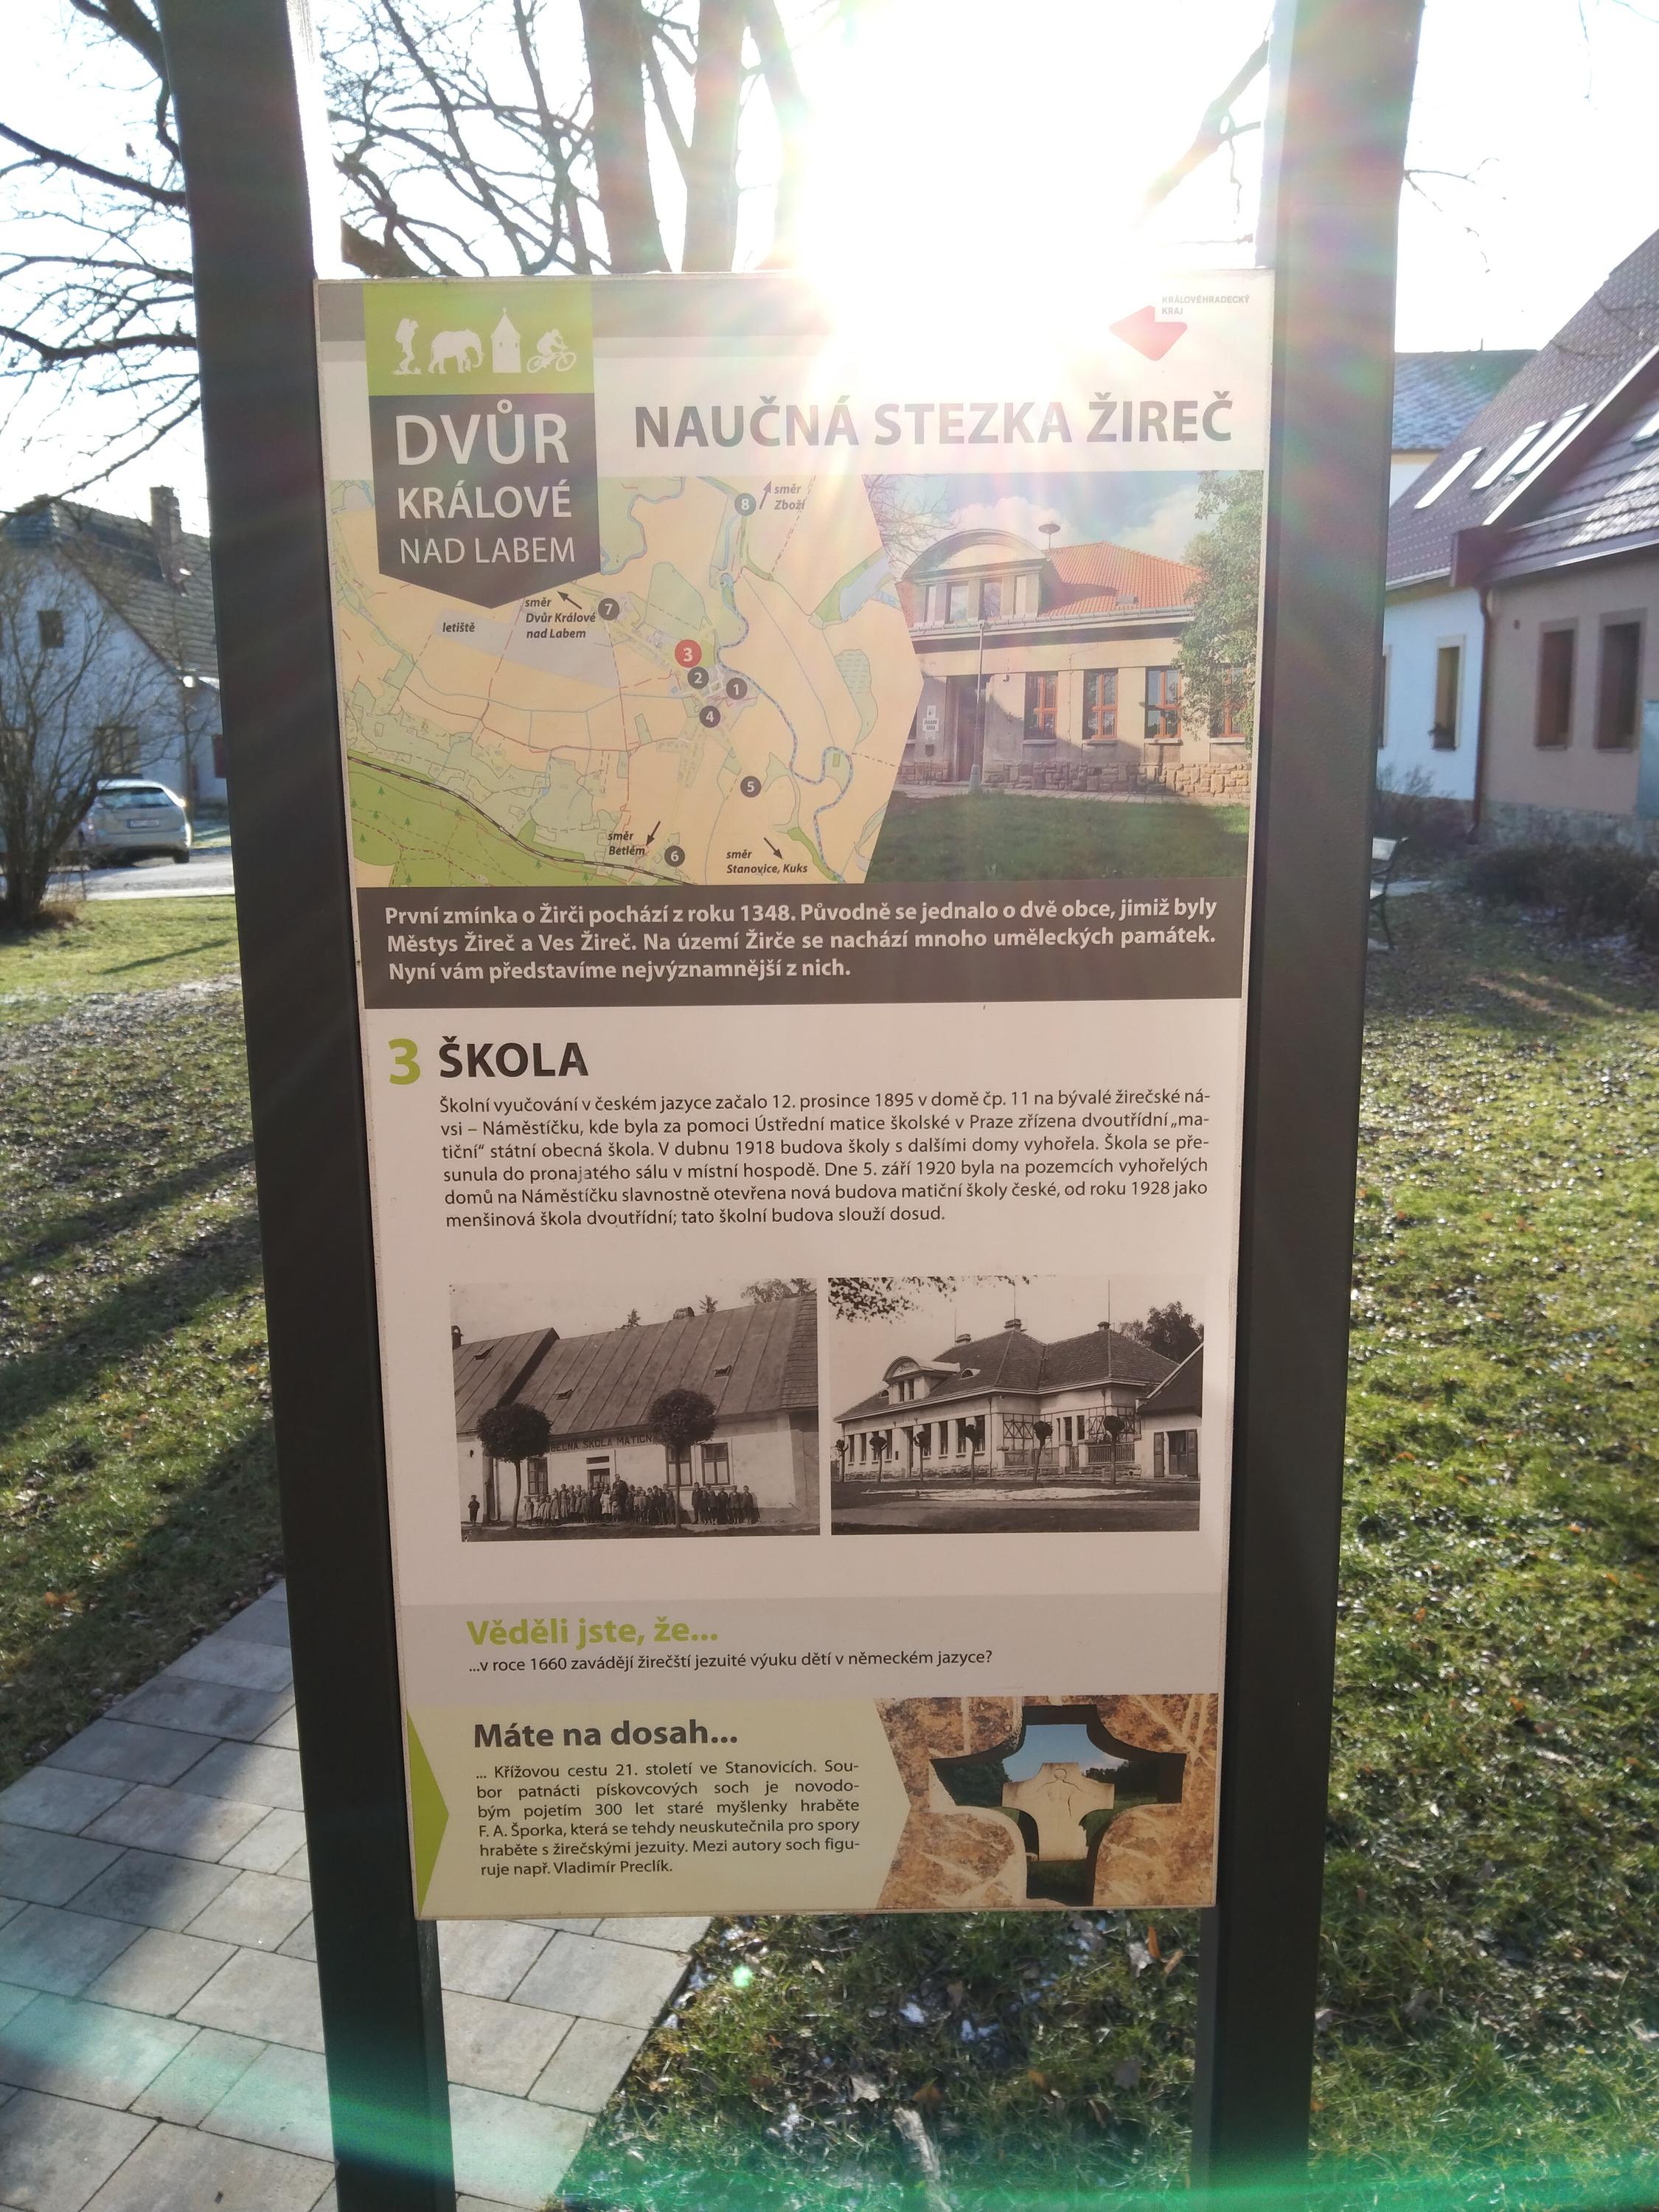 KRÁLOVÉHRADECKÝ
KRAJ
DVŮR
KRÁLOVÉ
NAD LABEM
NAUČNÁ STEZKA ŽIREČ
8
směr
Zboží
směr
Dvůr Králové
nad Labem
7
letiště
3
2
1
4
5
směr
Betlém
6
směr
Stanovice, Kuks
První zmínka o Žirči pochází z roku 1348. Původně se jednalo o dvě obce, jimiž byly
Městys Žireč a Ves Žireč. Na území Žirče se nachází mnoho uměleckých památek.
Nyní vám představíme nejvýznamnější z nich.
3 ŠKOLA
Školní vyučování v českém jazyce začalo 12. prosince 1895 v domě čp. 11 na bývalé žirečské ná-
vsi – Náměstíčku, kde byla za pomoci Ústřední matice školské v Praze zřízena dvoutřídní „ma-
tiční“ státní obecná škola. V dubnu 1918 budova školy s dalšími domy vyhořela. Škola se pře-
sunula do pronajatého sálu v místní hospodě. Dne 5. září 1920 byla na pozemcích vyhořelých
domů na Náměstíčku slavnostně otevřena nová budova matiční školy české, od roku 1928 jako
menšinová škola dvoutřídní; tato školní budova slouží dosud.
ŠKOLA
Věděli jste, že...
...v roce 1660 zavádějí žirečští jezuité výuku dětí v německém jazyce?
Máte na dosah...
... Křížovou cestu 21. století ve Stanovicích. Sou-
bor patnácti pískovcových soch je novodo-
bým pojetím 300 let staré myšlenky hraběte
F. A. Šporka, která se tehdy neuskutečnila pro spory
hraběte s žirečskými jezuity. Mezi autory soch figu-
ruje např. Vladimír Preclík.